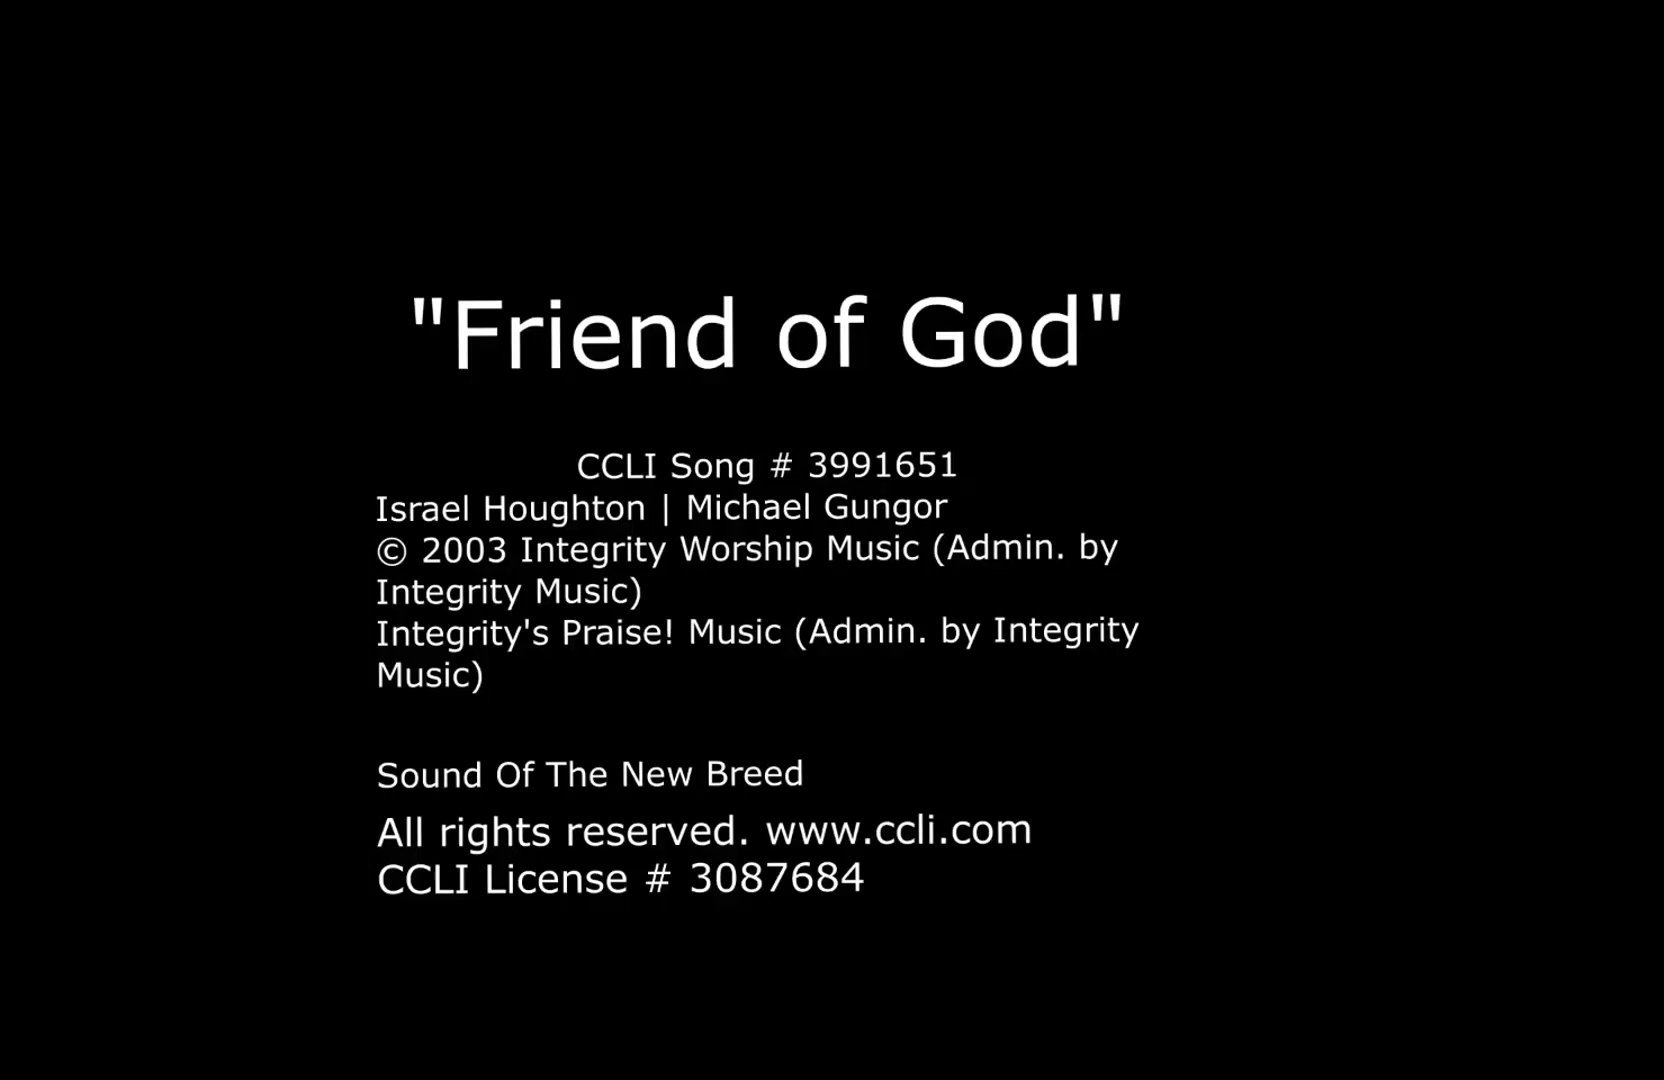 "Friend of God"
CCLI Song # 3991651
Israel Houghton | Michael Gungor
© 2003 Integrity Worship Music (Admin. by
Integrity Music)
Integrity's Praise! Music (Admin. by Integrity
Music)
Sound Of The New Breed
All rights reserved. www.ccli.com
CCLI License # 3087684